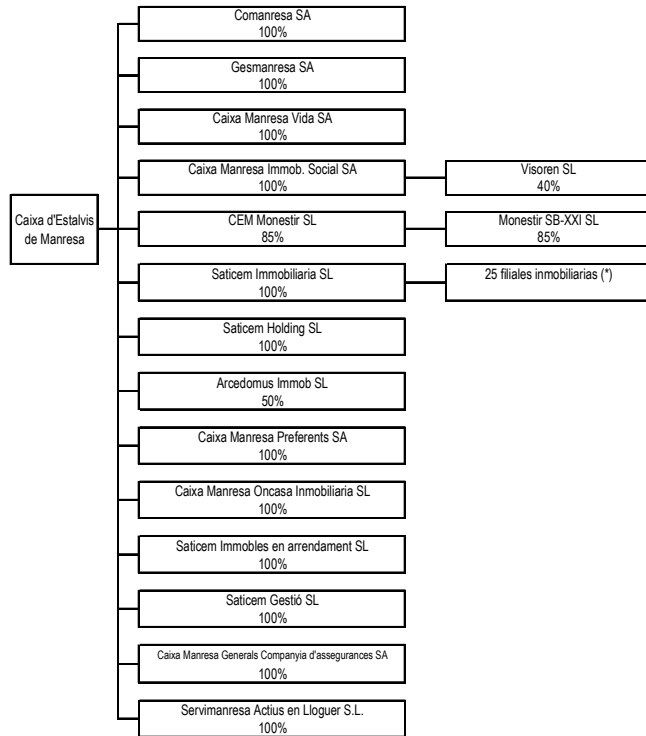 Comanresa SA
100%
Gesmanresa SA
100%
Caixa Manresa Vida SA
100%
Caixa Manresa Immob. Social SA
100%
Visoren SL
40%
Caixa d'Estalvis
de Manresa
CEM Monestir SL
85%
Monestir SB-XXI SL
85%
Saticem Immobiliaria SL
100%
25 filiales inmobiliarias (*)
Saticem Holding SL
100%
Arcedomus Immob SL
50%
Caixa Manresa Preferents SA
100%
Caixa Manresa Oncasa Inmobiliaria SL
100%
Saticem Immobles en arrendament SL
100%
Saticem Gestió SL
100%
Caixa Manresa Generals Companyia d'assegurances SA
100%
Servimanresa Actius en Lloguer S.L.
100%